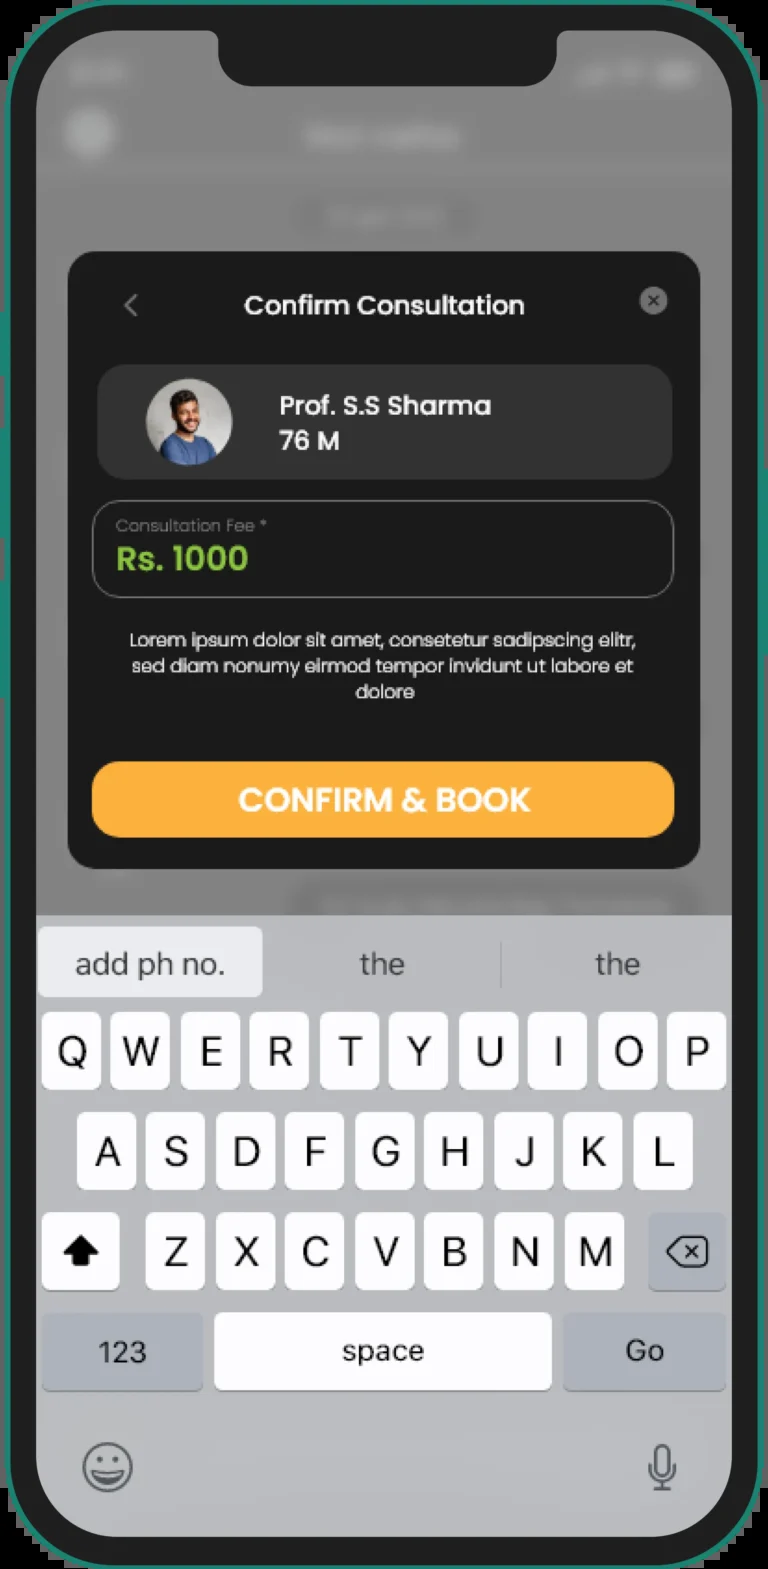 Confirm Consultation
Prof. S.S Sharma
76 M
Consultation Fee *
Rs. 1000
Lorem ipsum dolor sit amet, consetetur sadipscing elitr,
sed diam nonumy eirmod tempor invidunt ut labore et
dolore
CONFIRM & BOOK
add ph no. the the
Q W E R T Y U I O P
A S D F G H J K L
Z X C V B N M
123 space Go